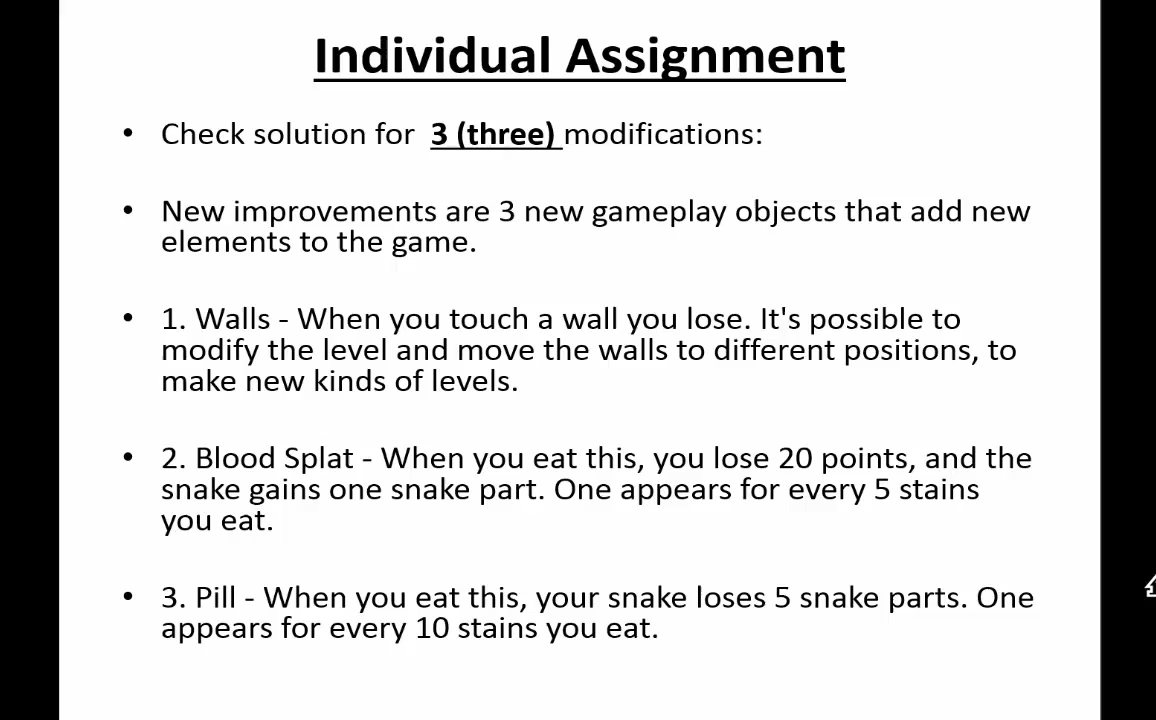 Individual Assignment
• Check solution for 3 (three) modifications:
• New improvements are 3 new gameplay objects that add new
elements to the game.
• 1. Walls - When you touch a wall you lose. It's possible to
modify the level and move the walls to different positions, to
make new kinds of levels.
• 2. Blood Splat - When you eat this, you lose 20 points, and the
snake gains one snake part. One appears for every 5 stains
you eat.
• 3. Pill - When you eat this, your snake loses 5 snake parts. One
appears for every 10 stains you eat.